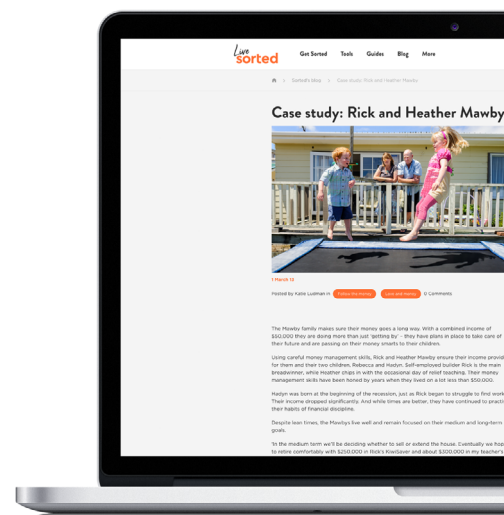 Live
sorted
Get Sorted Tools Guides Blog More
Sorted's blog > Case study: Rick and Heather Mawby
Case study: Rick and Heather Mawby
1 March 12
Posted by Katie Ludman in Follow the money Love and money 0 Comments
The Mawby family makes sure their money goes a long way. With a combined income of
$50,000 they are doing more than just 'getting by' - they have plans in place to take care of
their future and are passing on their money smarts to their children.
Using careful money management skills, Rick and Heather Mawby ensure their income provid
for them and their two children, Rebecca and Hadyn. Self-employed builder Rick is the main
breadwinner, while Heather chips in with the occasional day of relief teaching. Their money
management skills have been honed by years when they lived on a lot less than $50,000.
Hadyn was born at the beginning of the recession, just as Rick began to struggle to find work
Their income dropped significantly. And while times are better, they have continued to practi
their habits of financial discipline.
Despite lean times, the Mawbys live well and remain focused on their medium and long-term
goals.
'In the medium term we'll be deciding whether to sell or extend the house. Eventually we hop
to retire comfortably with $250,000 in Rick's KiwiSaver and about $300,000 in my teacher's